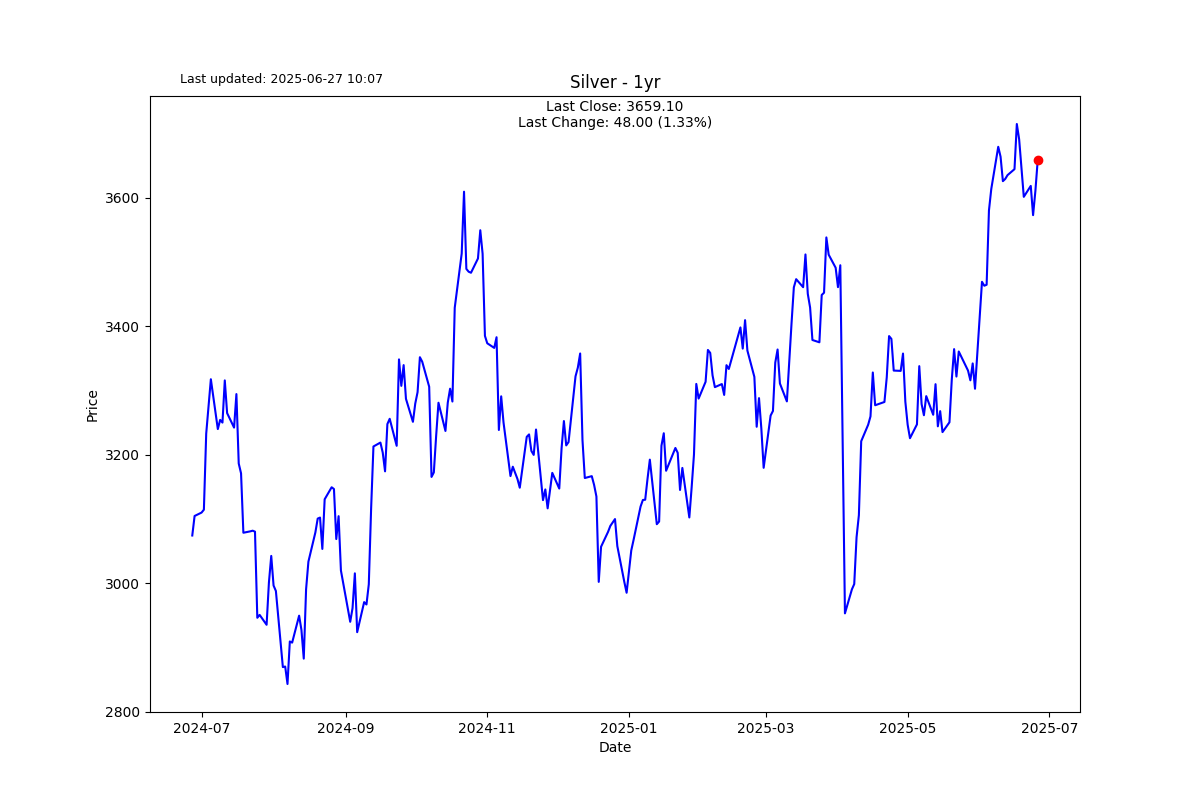 Last updated: 2025-06-27 10:07
Silver - 1yr
Last Close: 3659.10
Last Change: 48.00 (1.33%)
Price
3600
3400
3200
3000
2800
2024-07
2024-09
2024-11
2025-01
2025-03
2025-05
2025-07
Date